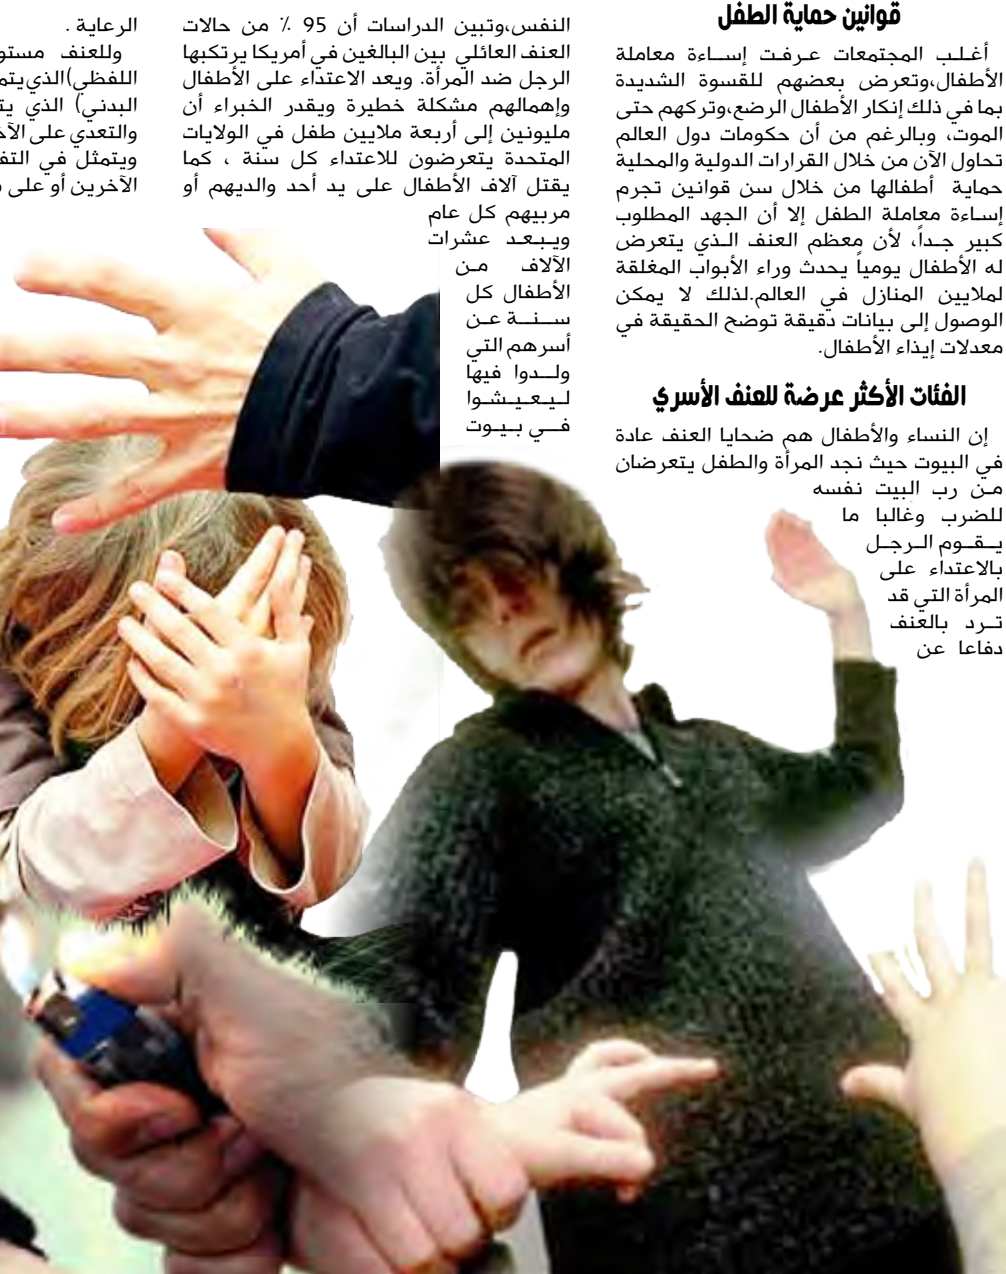 قوانين حماية الطفل
أغلب المجتمعات عرفت إساءة معاملة
الأطفال،وتعرض بعضهم للقسوة الشديدة
بما في ذلك إنكار الأطفال الرضع،وتركهم حتى
الموت، وبالرغم من أن حكومات دول العالم
تحاول الآن من خلال القرارات الدولية والمحلية
حماية أطفالها من خلال سن قوانين تجرم
إساءة معاملة الطفل إلا أن الجهد المطلوب
كبير جداً، لأن معظم العنف الذي يتعرض
له الأطفال يومياً يحدث وراء الأبواب المغلقة
لملايين المنازل في العالم.لذلك لا يمكن
الوصول إلى بيانات دقيقة توضح الحقيقة في
معدلات إيذاء الأطفال.
الفئات الأكثر عرضة للعنف الأسري
إن النساء والأطفال هم ضحايا العنف عادة
في البيوت حيث نجد المرأة والطفل يتعرضان
من رب البيت نفسه
للضرب وغالبا ما
يقوم الرجل
بالاعتداء على
المرأة التي قد
ترد بالعنف
دفاعا عن
النفس،وتبين الدراسات أن 95 ٪ من حالات
العنف العائلي بين البالغين في أمريكا يرتكبها
الرجل ضد المرأة. ويعد الاعتداء على الأطفال
وإهمالهم مشكلة خطيرة ويقدر الخبراء أن
مليونين إلى أربعة ملايين طفل في الولايات
المتحدة يتعرضون للاعتداء كل سنة ، كما
يقتل آلاف الأطفال على يد أحد والديهم أو
مربيهم كل عام
ويبعد عشرات
الآلاف من
الأطفال كل
سنة عن
أسرهم التي
ولدوا فيها
ليعيشوا
في بيوت
الرعاية .
وللعنف
اللفظي)الذي
البدني) الذي
والتعدي على
ويتمثل في
الآخرين أو على